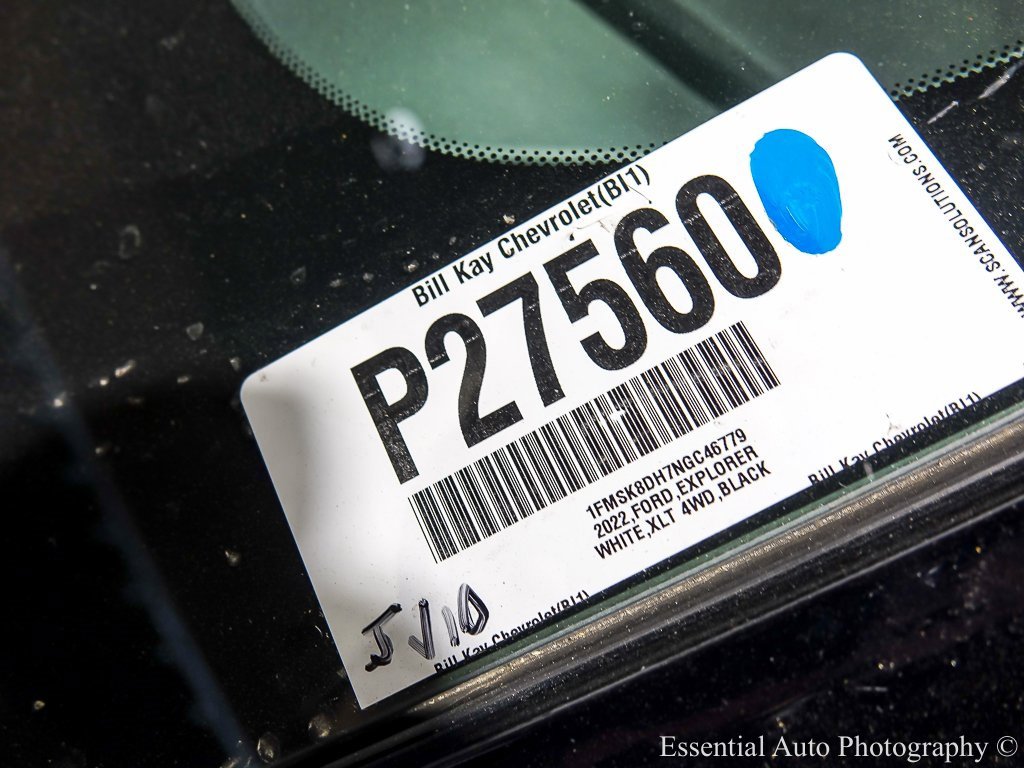 Bill Kay Chevrolet(BI1)
P27560
WWW.SCANSOLUTIONS.COM
1FMSK8DH7NGC46779
2022,FORD,EXPLORER
WHITE,XLT 4WD,BLACK
Bill Kay Chevrolet(BI1)
Bill Kay Chevrolet(BI1)
Essential Auto Photography ©